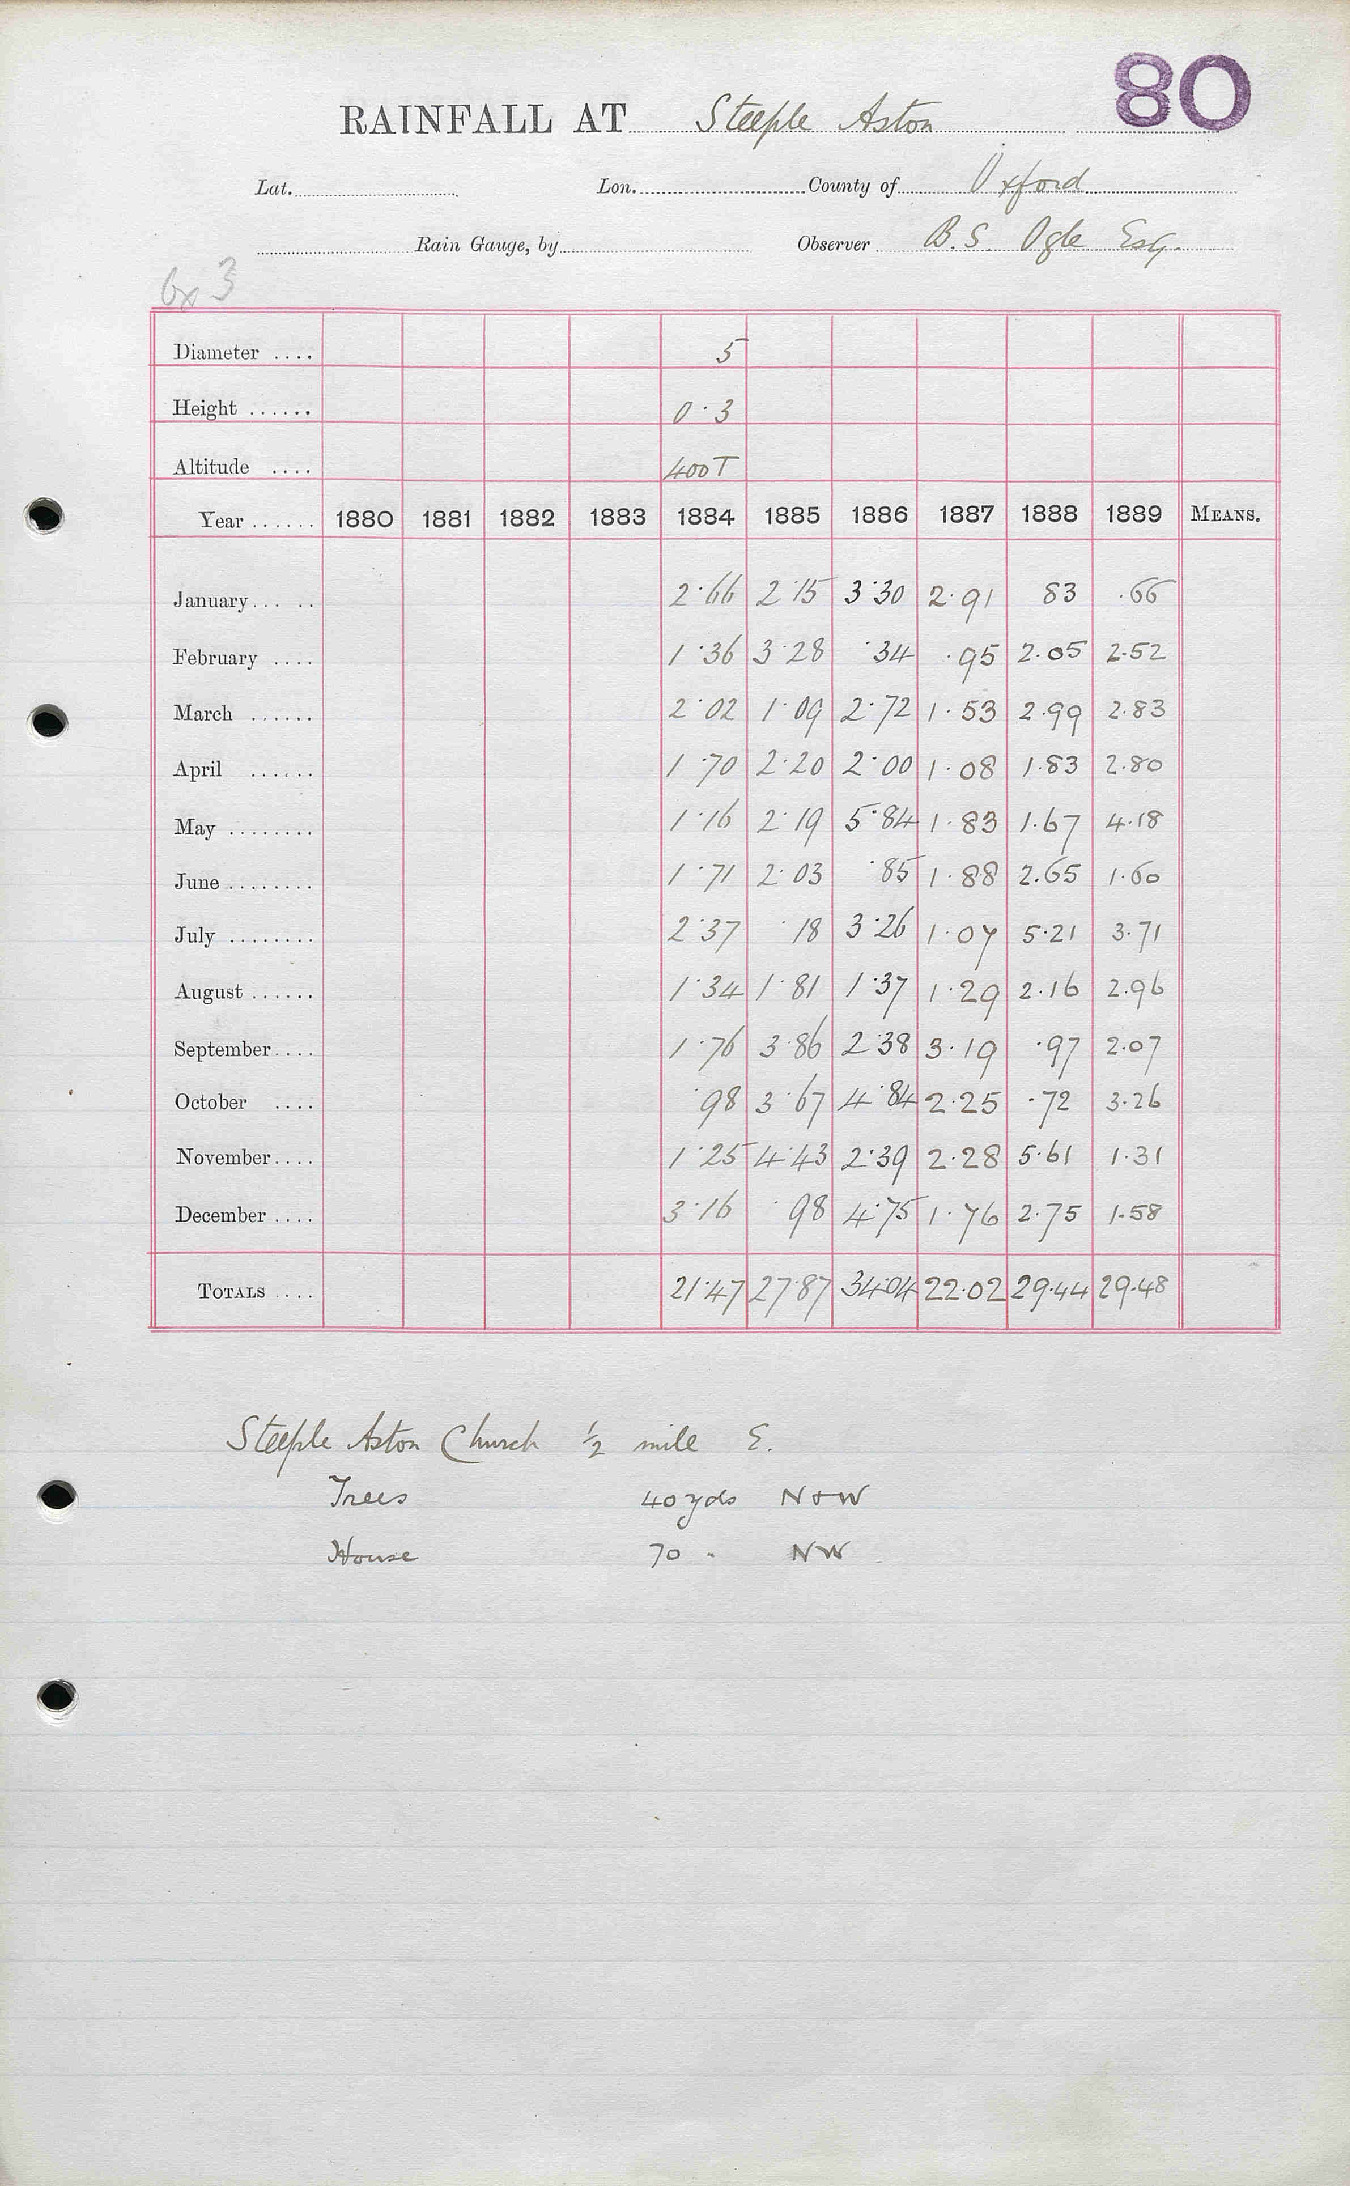 80
RAINFALL AT Steeple Aston
Lat. Lon. County of Oxford
Rain Gauge, by Observer B.S. Ogle Esq.
Ox 3
Diameter .... 5
Height ...... 0.3
Altitude .... 400T
Year ...... 1880 1881 1882 1883 1884 1885 1886 1887 1888 1889 MEANS.
January... .. 2.66 2.15 3.30 2.91 83 .66
February .... 1.36 3.28 .34 .95 2.05 2.52
March ...... 2.02 1.09 2.72 1.53 2.99 2.83
April ...... 1.70 2.20 2.00 1.08 1.83 2.80
May ........ 1.16 2.19 5.84 1.83 1.67 4.18
June ........ 1.71 2.03 .85 1.88 2.65 1.60
July ........ 2.37 .18 3.26 1.07 5.21 3.71
August ...... 1.34 1.81 1.37 1.29 2.16 2.96
September.... 1.76 3.86 2.38 3.19 .97 2.07
October .... .98 3.67 4.84 2.25 .72 3.26
November.... 1.25 4.43 2.39 2.28 5.61 1.31
December .... 3.16 .98 4.75 1.76 2.75 1.58
TOTALS .... 21.47 27.87 34.04 22.02 29.44 29.48
Steeple Aston Church ½ mile E.
Trees 40 yds N+W
House 70 " NW